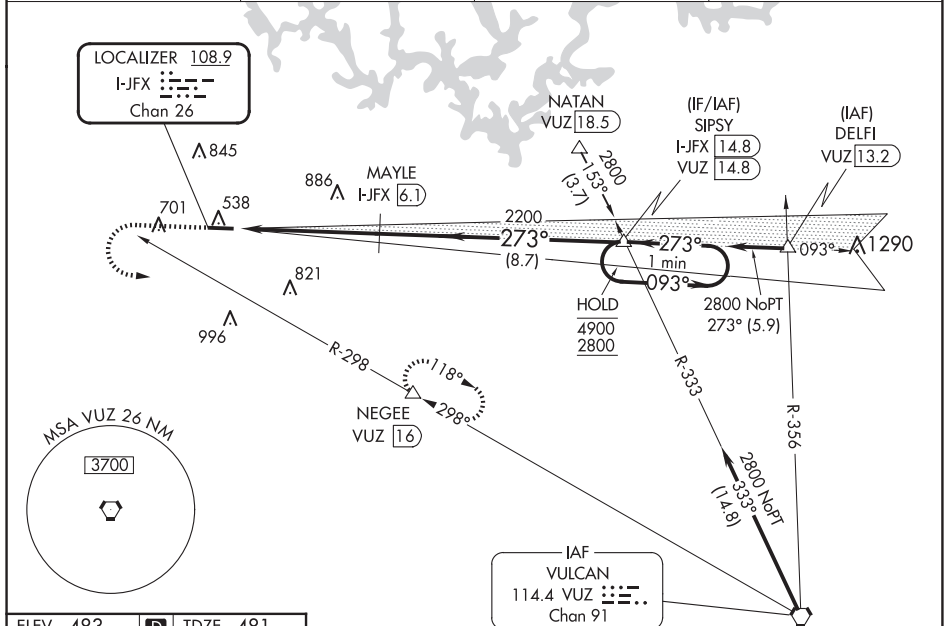 LOCALIZER 108.9
I-JFX
Chan 26
845
886
MAYLE
I-JFX 6.1
701
538
821
996
NATAN
VUZ 18.5
2800
153°
(3.7)
(IF/IAF)
SIPSY
I-JFX 14.8
VUZ 14.8
(IAF)
DELFI
VUZ 13.2
2200
273°
(8.7)
273°
1 min
093°
093°
1290
HOLD
4900
2800
2800 NoPT
273° (5.9)
R-298
118°
298°
NEGEE
VUZ 16
R-333
R-356
2800 NoPT
333°
(14.8)
MSA VUZ 26 NM
3700
IAF
VULCAN
114.4 VUZ
Chan 91
ELEV 492 D TDZE 491